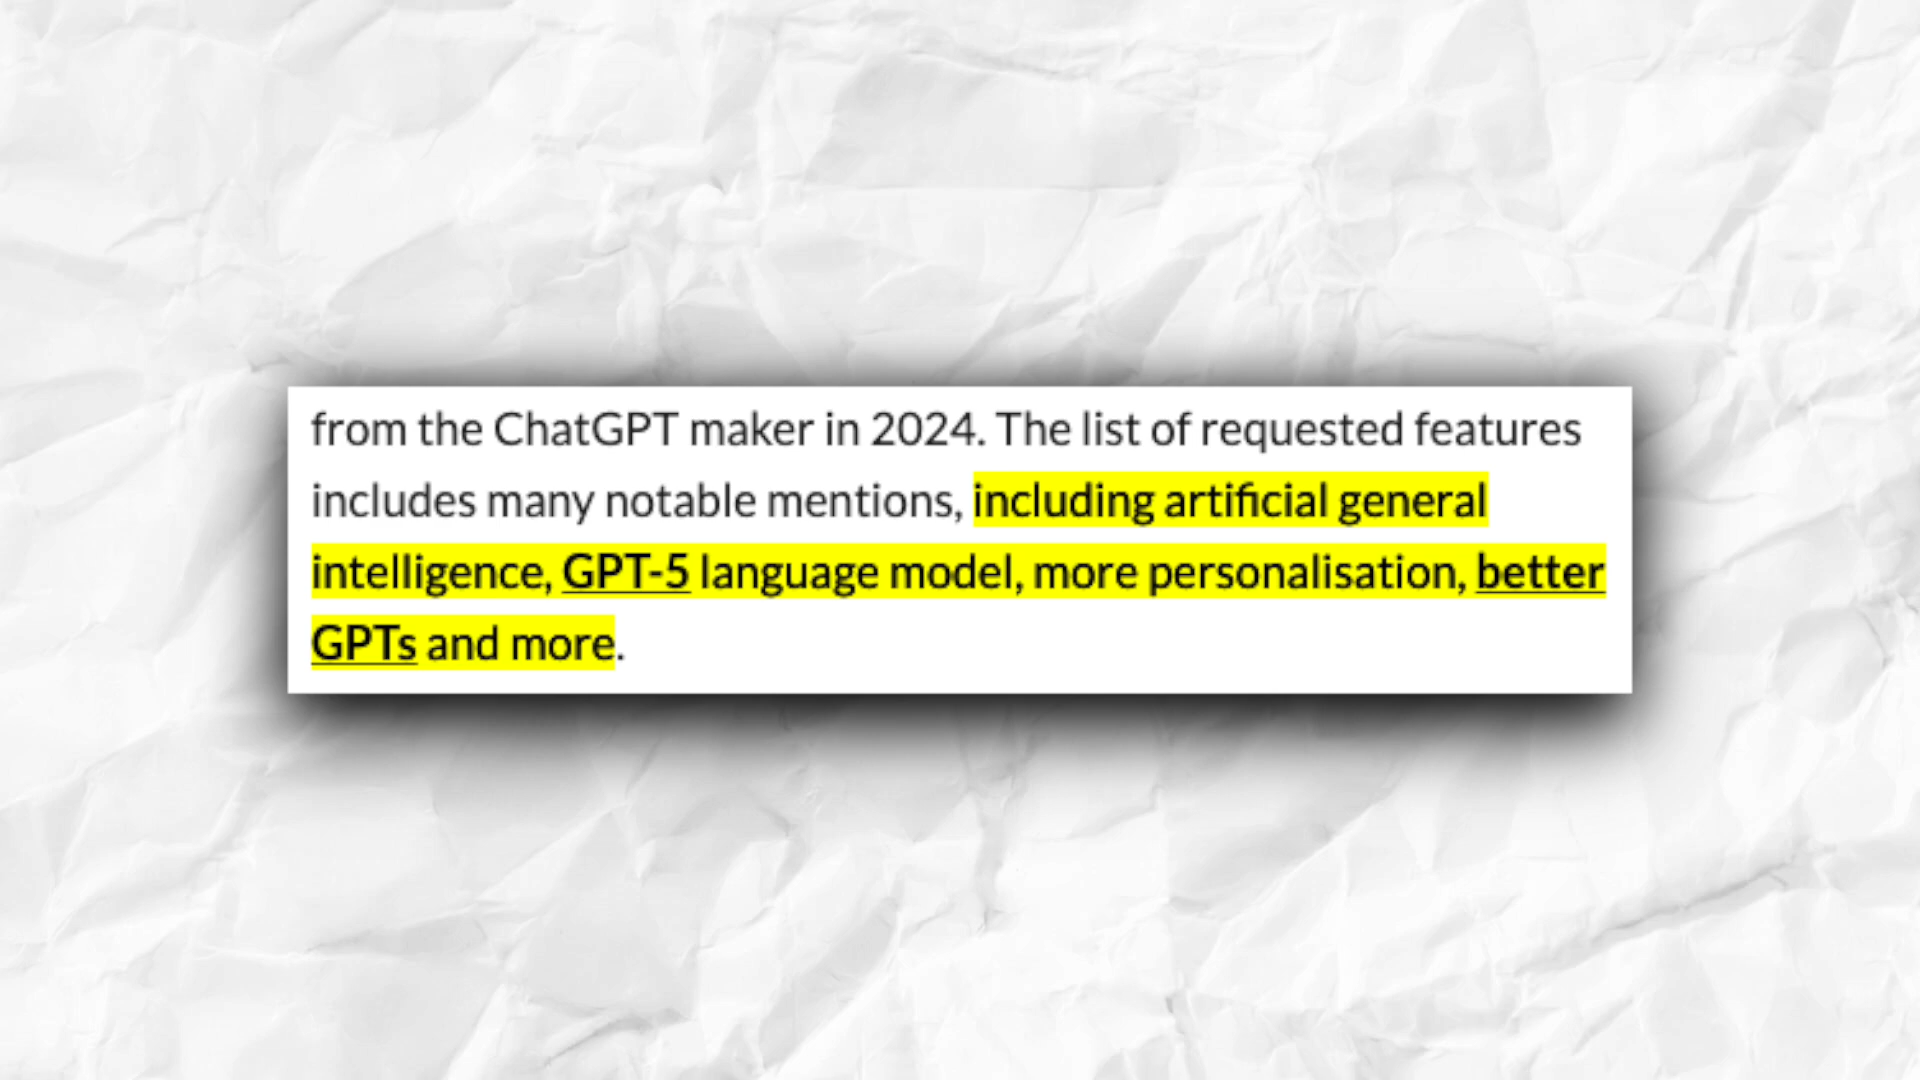 from the ChatGPT maker in 2024. The list of requested features
includes many notable mentions, including artificial general
intelligence, GPT-5 language model, more personalisation, better
GPTs and more.